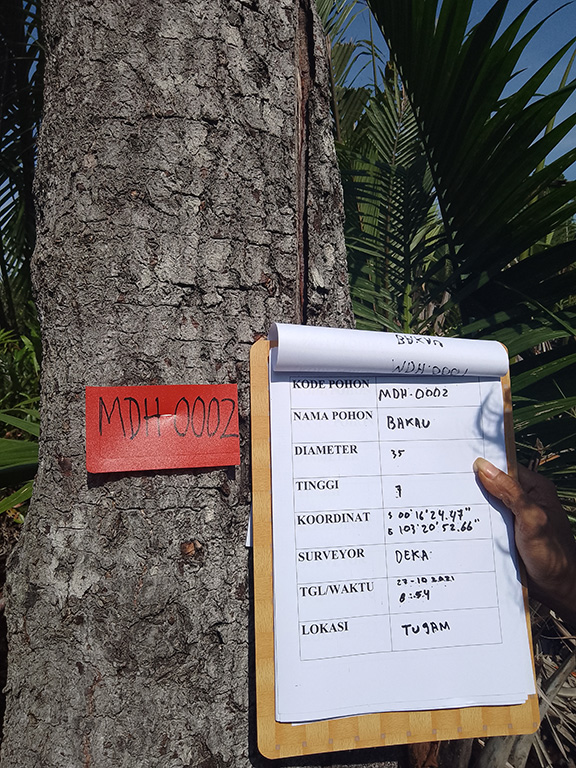 MDH-0002
BAKAU
MDH-0001
KODE POHON MDH-0002
NAMA POHON BAKAU
DIAMETER 35
TINGGI 7
KOORDINAT S 00°16'24.47"
E 103°20'52.66"
SURVEYOR DEKA
TGL/WAKTU 27-10 2021
8:54
LOKASI TUGAM